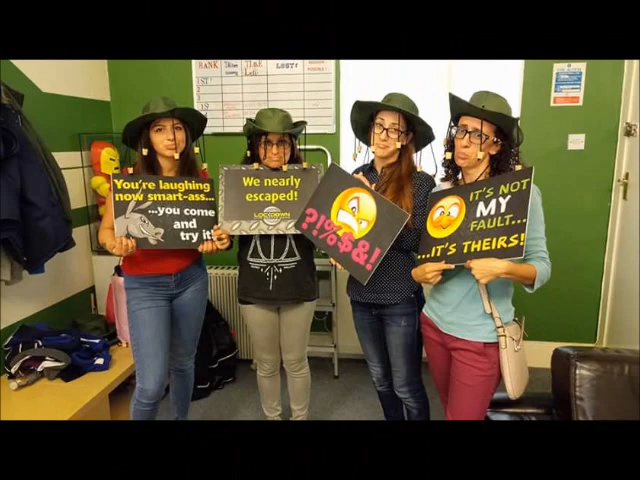 RANK
LOST!
1ST!
2
3
1ST
You're laughing
now smart-ass...
...you come
and
try it!
We nearly
escaped!
LOCKDOWN
?!%$&!
IT'S NOT
MY
FAULT...
...IT'S THEIRS!